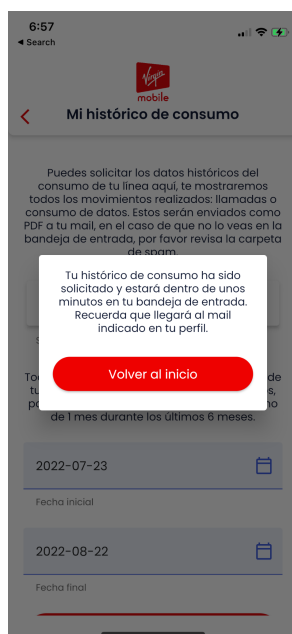 6:57
◀ Search
Virgin
mobile
Mi histórico de consumo
Puedes solicitar los datos históricos del
consumo de tu línea aquí, te mostraremos
todos los movimientos realizados: llamadas o
consumo de datos. Estos serán enviados como
PDF a tu mail, en el caso de que no lo veas en la
bandeja de entrada, por favor revisa la carpeta
de spam.
Tu histórico de consumo ha sido
solicitado y estará dentro de unos
minutos en tu bandeja de entrada.
Recuerda que llegará al mail
indicado en tu perfil.
Volver al inicio
de 1 mes durante los últimos 6 meses.
2022-07-23
Fecha inicial
2022-08-22
Fecha final